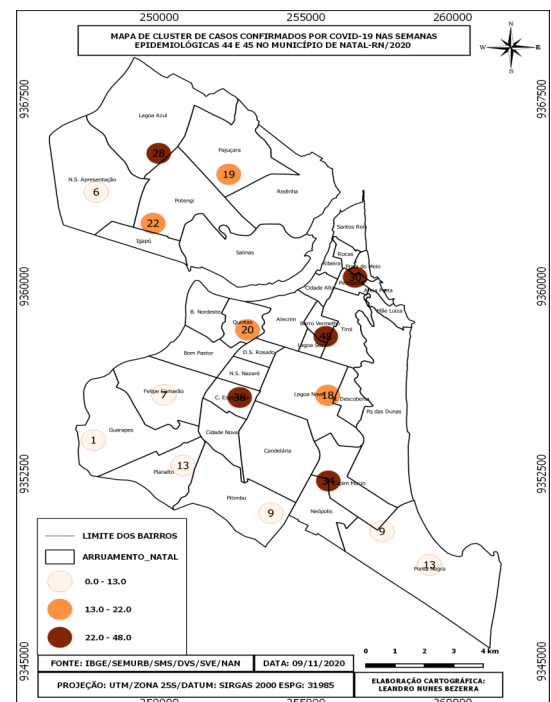 250000 255000 260000
MAPA DE CLUSTER DE CASOS CONFIRMADOS POR COVID-19 NAS SEMANAS
EPIDEMIOLÓGICAS 44 E 45 NO MUNICÍPIO DE NATAL-RN/2020
N
W E
S
9367500 9367500
Lagoa Azul
28
Pajuçara
19
N.S. Apresentação
6
Redinha
Potengi
22
Igapó
Santos Reis
Salinas
Rocas
Ribeira
Praia do Meio
30
9360000 9360000
Cidade Alta
Areia Preta
Mãe Luiza
B. Nordeste
Quintas
20
Alecrim
Barro Vermelho
Tirol
48
Lagoa Seca
Bom Pastor
D.S. Rosado
N.S. Nazaré
Felipe Camarão
7
38
Lagoa Nova
18
Descoberta
Pq das Dunas
Guarapes
1
Cidade Nova
Candelária
9352500 9352500
Planalto
13
34
Pitimbu
9
Neópolis
9
13
Ponta Negra
LIMITE DOS BAIRROS
ARRUAMENTO_NATAL
0.0 - 13.0
13.0 - 22.0
22.0 - 48.0
0 1 2 3 4 km
9345000 9345000
FONTE: IBGE/SEMURB/SMS/DVS/SVE/NAN DATA: 09/11/2020
PROJEÇÃO: UTM/ZONA 25S/DATUM: SIRGAS 2000 ESPG: 31985
ELABORAÇÃO CARTOGRÁFICA:
LEANDRO NUNES BEZERRA
250000 255000 260000